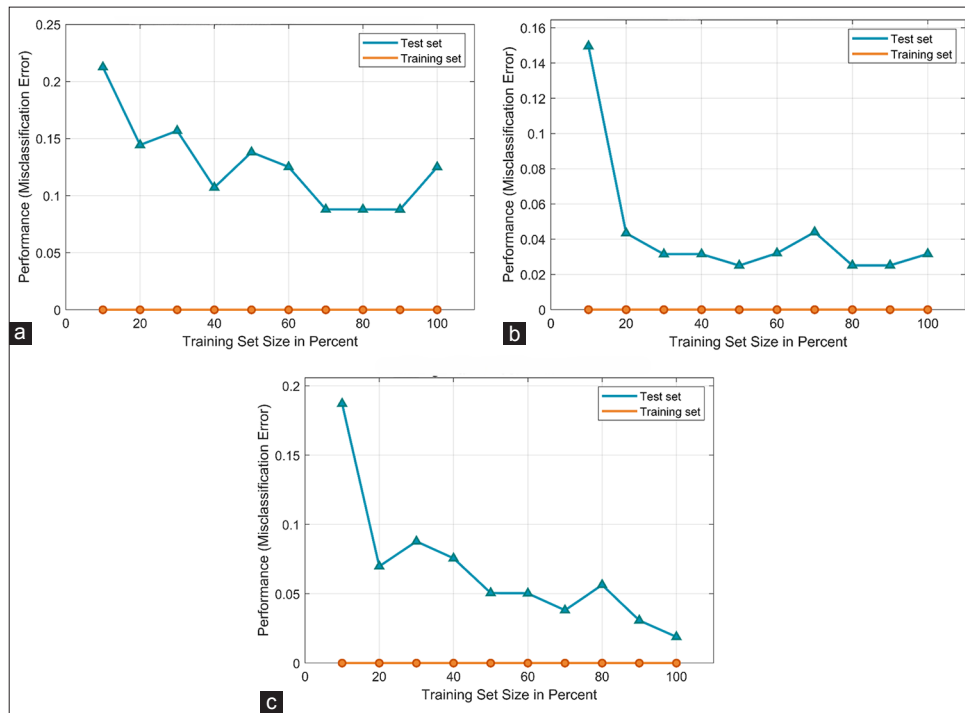 0.25
0.2
0.15
0.1
0.05
0
0
20
40
60
80
100
Performance (Misclassification Error)
Training Set Size in Percent
Test set
Training set
a
0.16
0.14
0.12
0.1
0.08
0.06
0.04
0.02
0
0
20
40
60
80
100
Performance (Misclassification Error)
Training Set Size in Percent
Test set
Training set
b
0.2
0.15
0.1
0.05
0
0
20
40
60
80
100
Performance (Misclassification Error)
Training Set Size in Percent
Test set
Training set
c